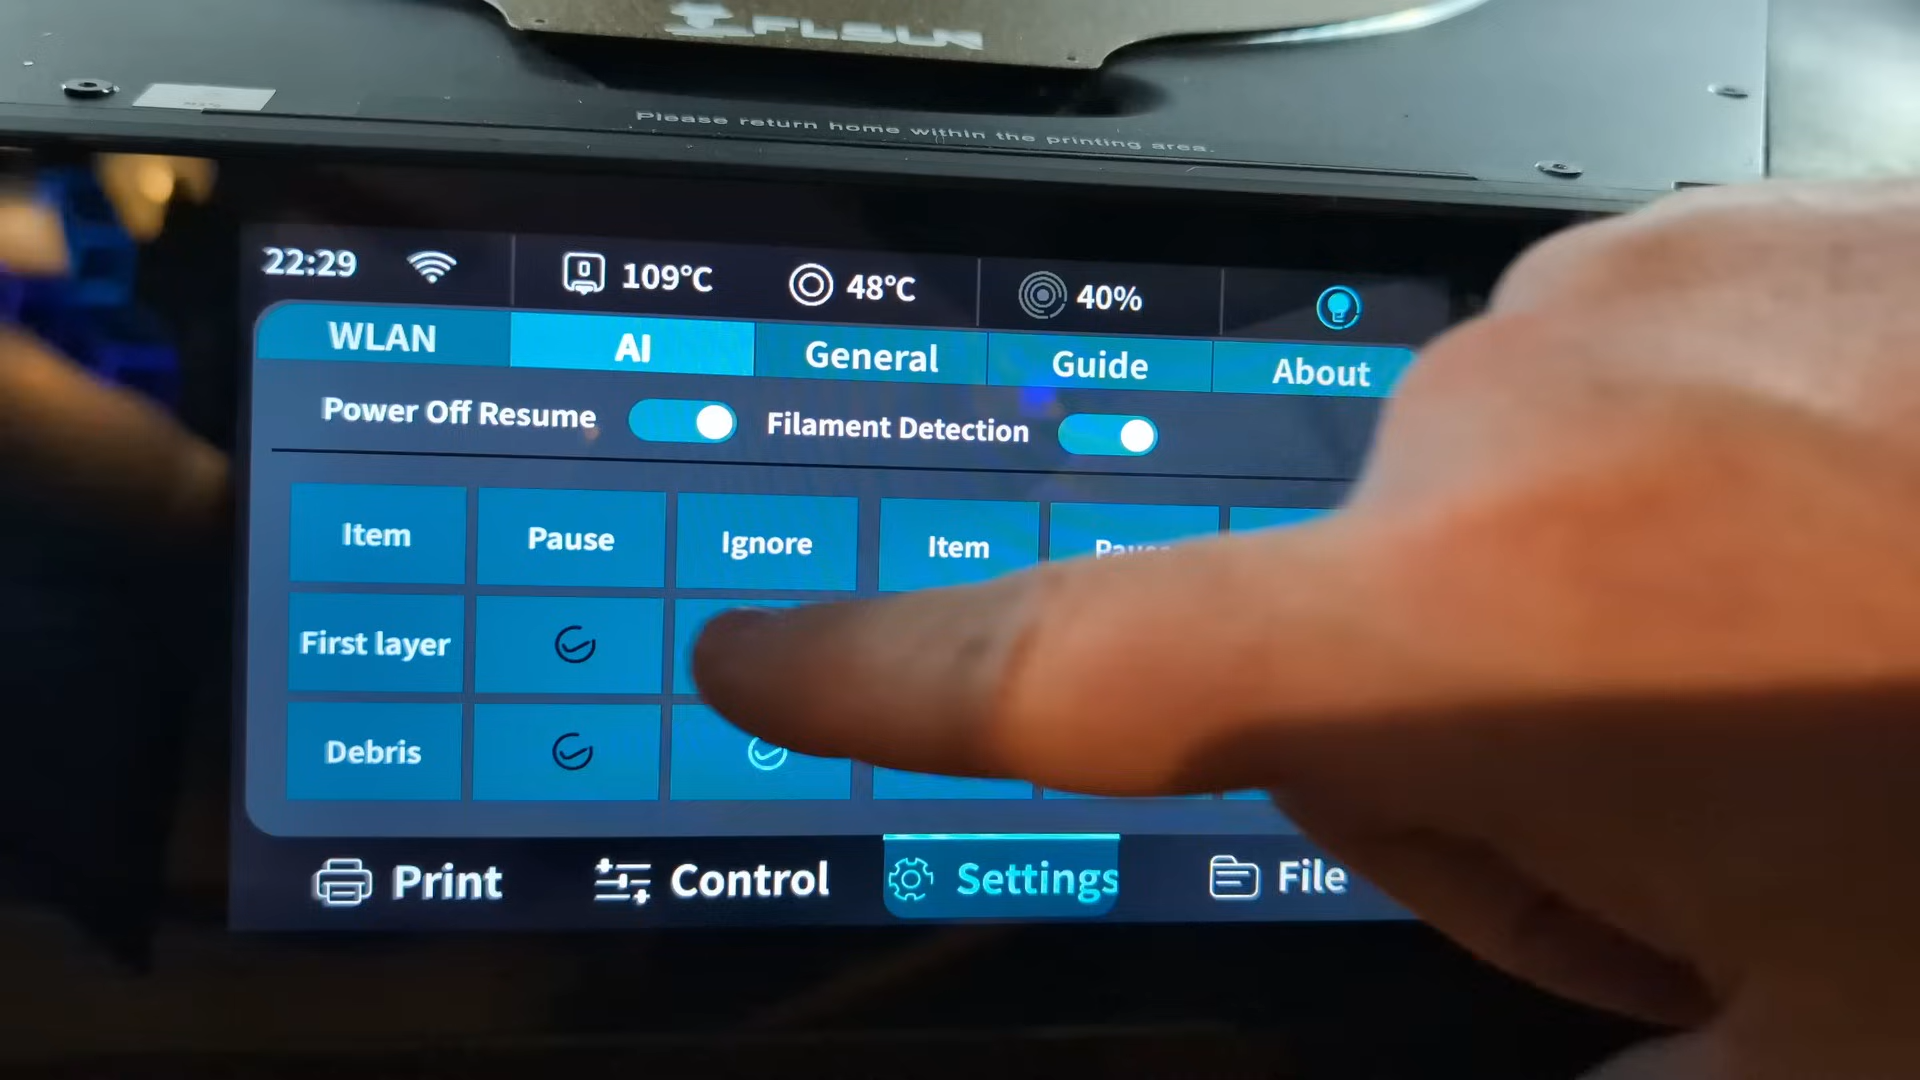 FLSUN
Please return home within the printing area.
22:29 109°C 48°C 40%
WLAN AI General Guide About
Power Off Resume Filament Detection
Item Pause Ignore Item Pause
First layer
Debris
Print Control Settings File